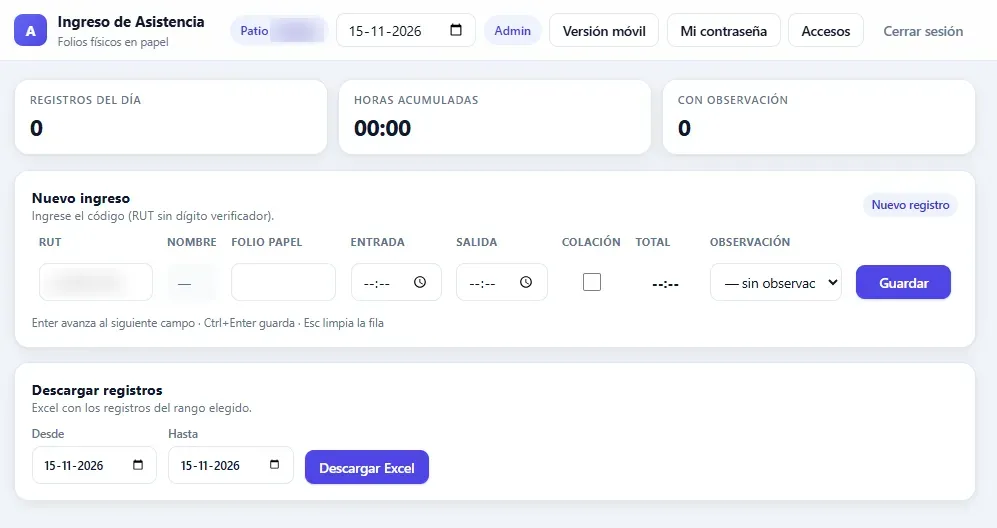 A
Ingreso de Asistencia
Folios físicos en papel
Patio
15-11-2026
Admin
Versión móvil
Mi contraseña
Accesos
Cerrar sesión
REGISTROS DEL DÍA
0
HORAS ACUMULADAS
00:00
CON OBSERVACIÓN
0
Nuevo ingreso
Ingrese el código (RUT sin dígito verificador).
Nuevo registro
RUT NOMBRE FOLIO PAPEL ENTRADA SALIDA COLACIÓN TOTAL OBSERVACIÓN
— --:-- --:-- --:-- — sin observac Guardar
Enter avanza al siguiente campo · Ctrl+Enter guarda · Esc limpia la fila
Descargar registros
Excel con los registros del rango elegido.
Desde Hasta
15-11-2026 15-11-2026 Descargar Excel